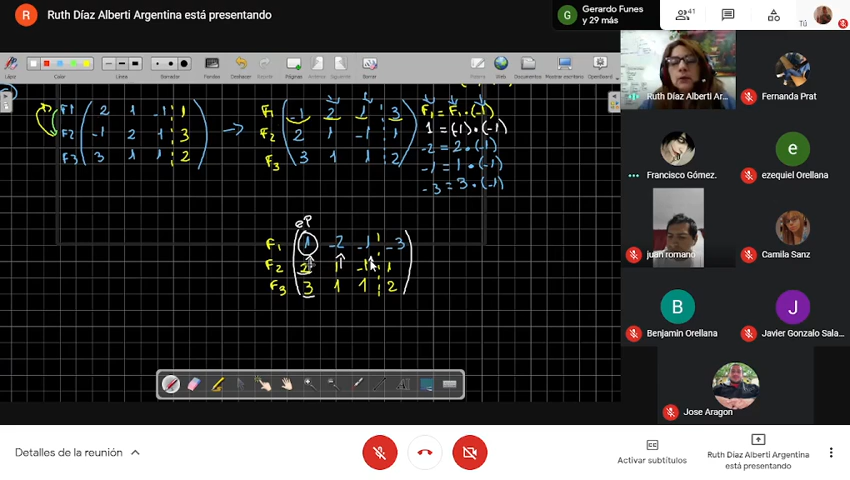 R Ruth Díaz Alberti Argentina está presentando
G Gerardo Funes y 29 más
41
Tú
Lápiz Color Borrador Fondos Deshacer Página Anterior Siguiente Borrar Web Documentos Mostrar escritorio OpenBoard
F1 ( 2 1 -1 | 1 )
F2 ( -1 2 1 | 3 )
F3 ( 3 1 1 | 2 )
→
F1 ( -1 2 1 | 3 )
F2 ( 2 1 -1 | 1 )
F3 ( 3 1 1 | 2 )
F1 = F1 · (-1)
1 = (-1) · (-1)
-2 = 2 · (-1)
-1 = 1 · (-1)
-3 = 3 · (-1)
eP
F1 ( 1 -2 -1 | -3 )
F2 ( 2 1 -1 | 1 )
F3 ( 3 1 1 | 2 )
Ruth Díaz Alberti Ar...
Fernanda Prat
Francisco Gómez.
e
ezequiel Orellana
juan romano
Camila Sanz
B
Benjamin Orellana
J
Javier Gonzalo Sala...
Jose Aragon
Detalles de la reunión
Activar subtítulos
Ruth Díaz Alberti Argentina
está presentando